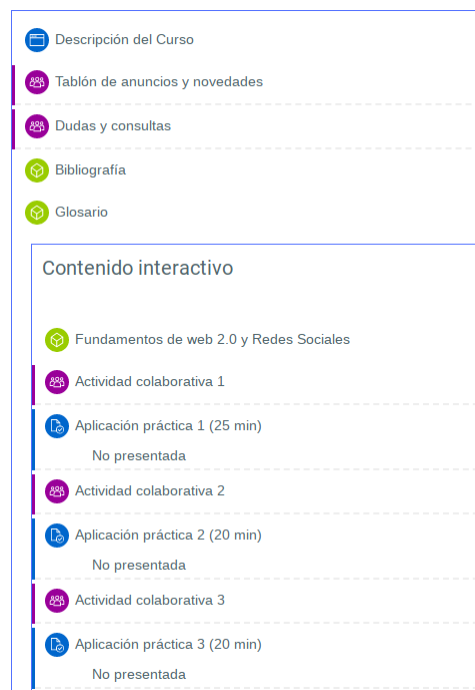 Descripción del Curso
Tablón de anuncios y novedades
Dudas y consultas
Bibliografía
Glosario
Contenido interactivo
Fundamentos de web 2.0 y Redes Sociales
Actividad colaborativa 1
Aplicación práctica 1 (25 min)
No presentada
Actividad colaborativa 2
Aplicación práctica 2 (20 min)
No presentada
Actividad colaborativa 3
Aplicación práctica 3 (20 min)
No presentada